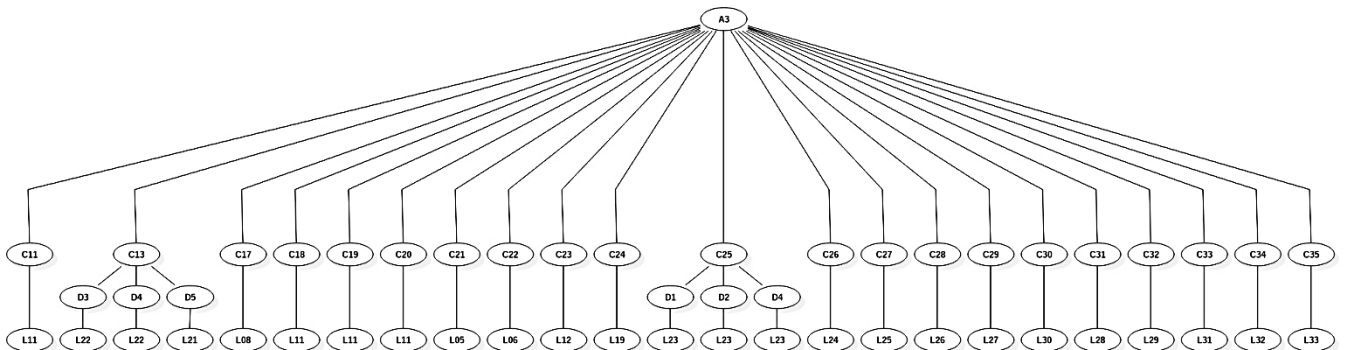 A3
C11 C13 C17 C18 C19 C20 C21 C22 C23 C24 C25 C26 C27 C28 C29 C30 C31 C32 C33 C34 C35
D3 D4 D5 D1 D2 D4
L11 L22 L22 L21 L08 L11 L11 L11 L05 L06 L12 L19 L23 L23 L23 L24 L25 L26 L27 L30 L28 L29 L31 L32 L33